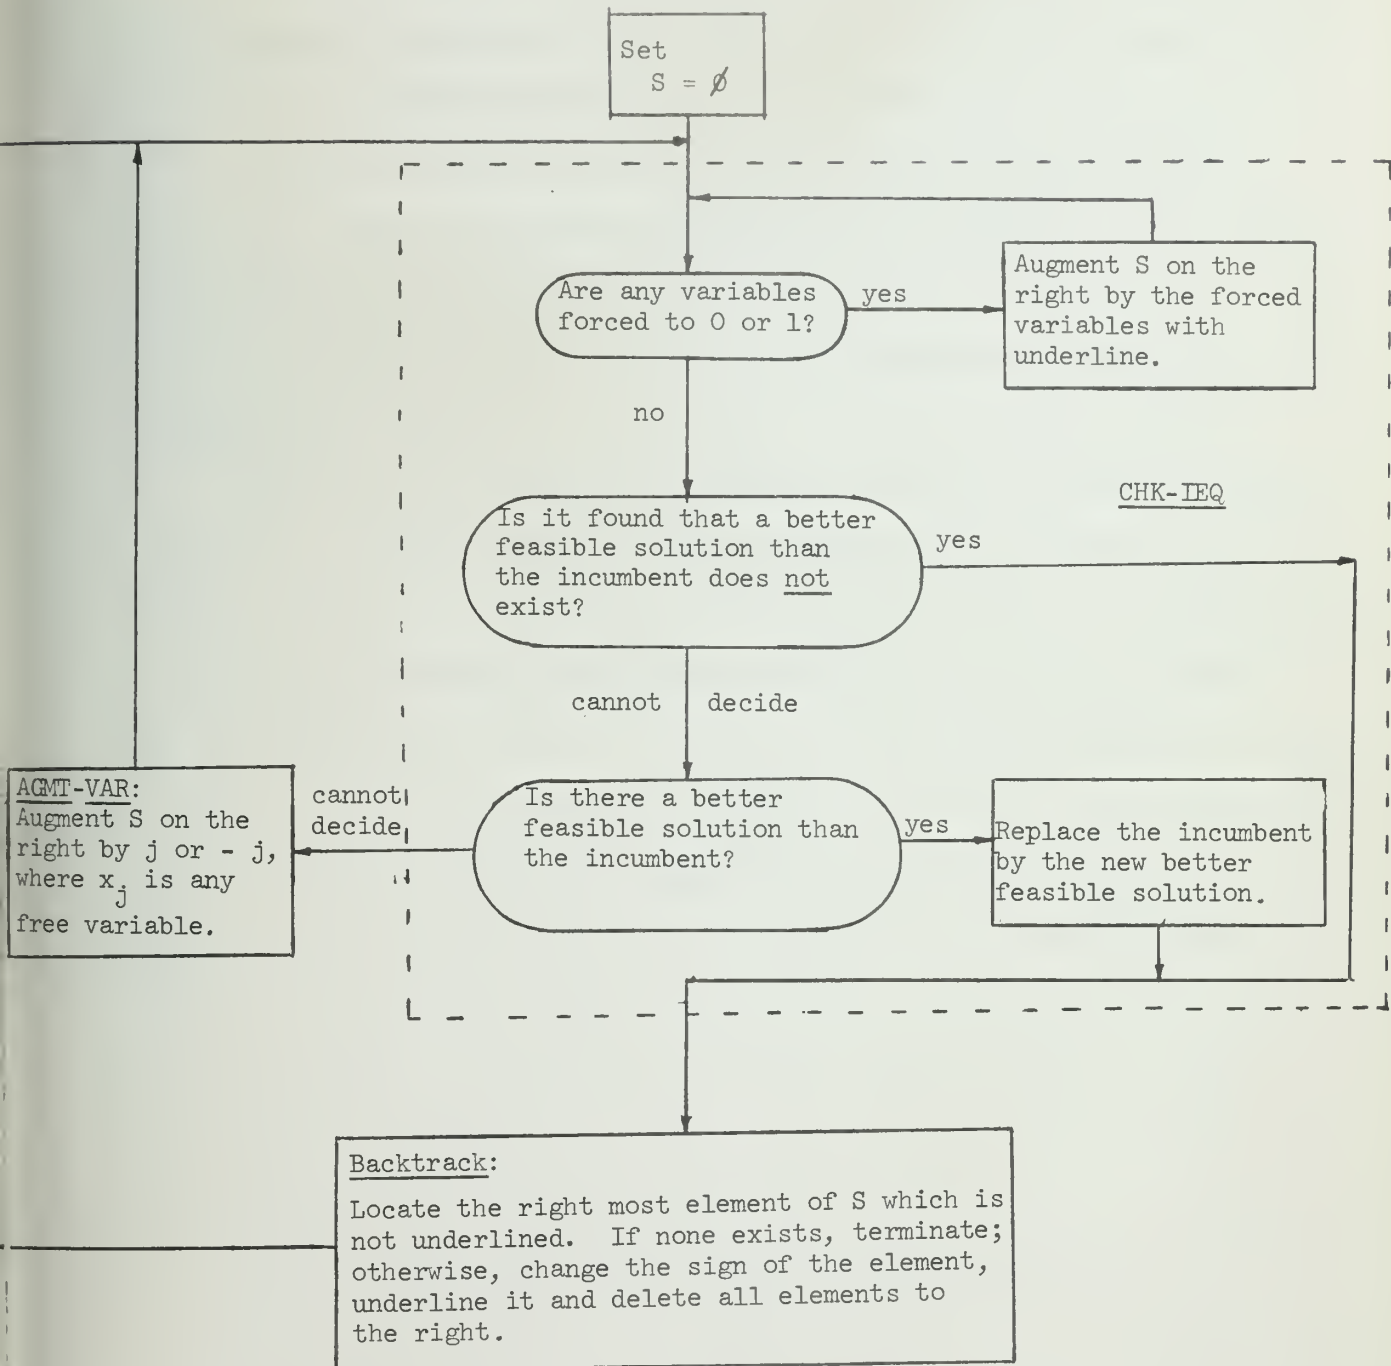 Set
S = ∅
Are any variables
forced to 0 or 1?
yes
Augment S on the
right by the forced
variables with
underline.
no
CHK-IEQ
Is it found that a better
feasible solution than
the incumbent does not
exist?
yes
cannot decide
AGMT-VAR:
Augment S on the
right by j or - j,
where xj is any
free variable.
cannot
decide
Is there a better
feasible solution than
the incumbent?
yes
Replace the incumbent
by the new better
feasible solution.
Backtrack:
Locate the right most element of S which is
not underlined. If none exists, terminate;
otherwise, change the sign of the element,
underline it and delete all elements to
the right.